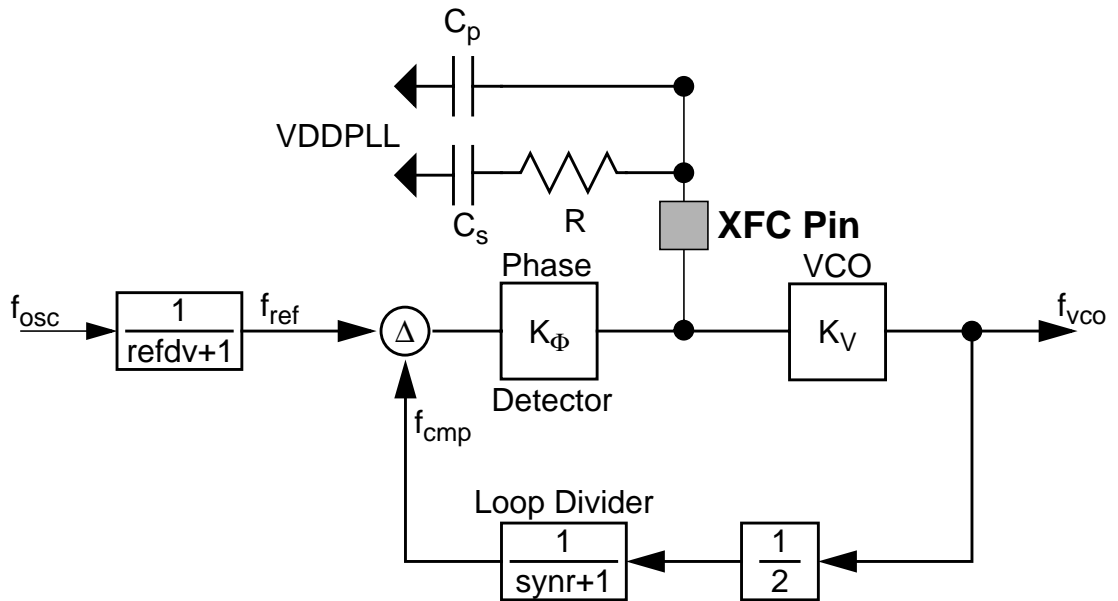 Cp
VDDPLL
Cs
R
XFC Pin
Phase
VCO
fosc
1
refdv+1
fref
Δ
KΦ
KV
fvco
Detector
fcmp
Loop Divider
1
synr+1
1
2